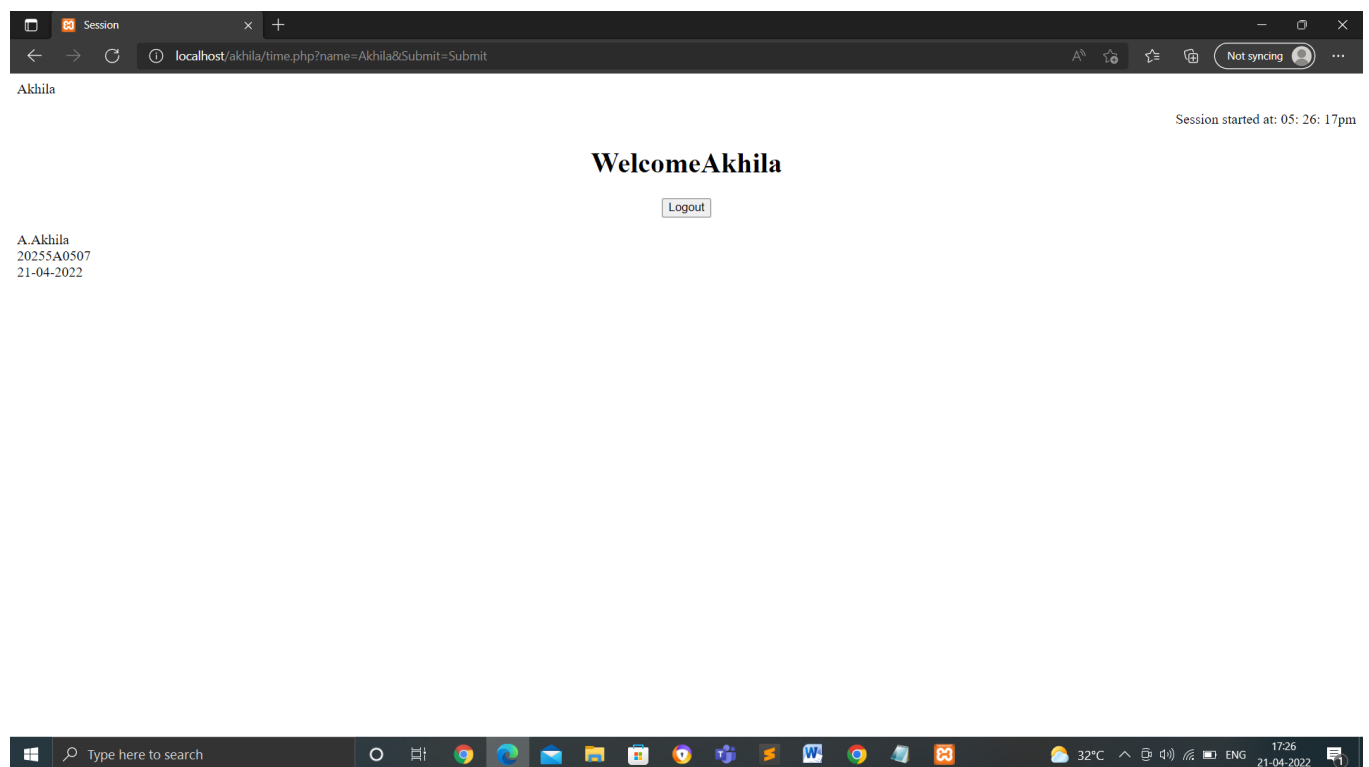 Session
localhost/akhila/time.php?name=Akhila&Submit=Submit
Not syncing
Akhila
Session started at: 05: 26: 17pm
WelcomeAkhila
Logout
A.Akhila
20255A0507
21-04-2022
Type here to search
32°C
ENG
17:26
21-04-2022
1